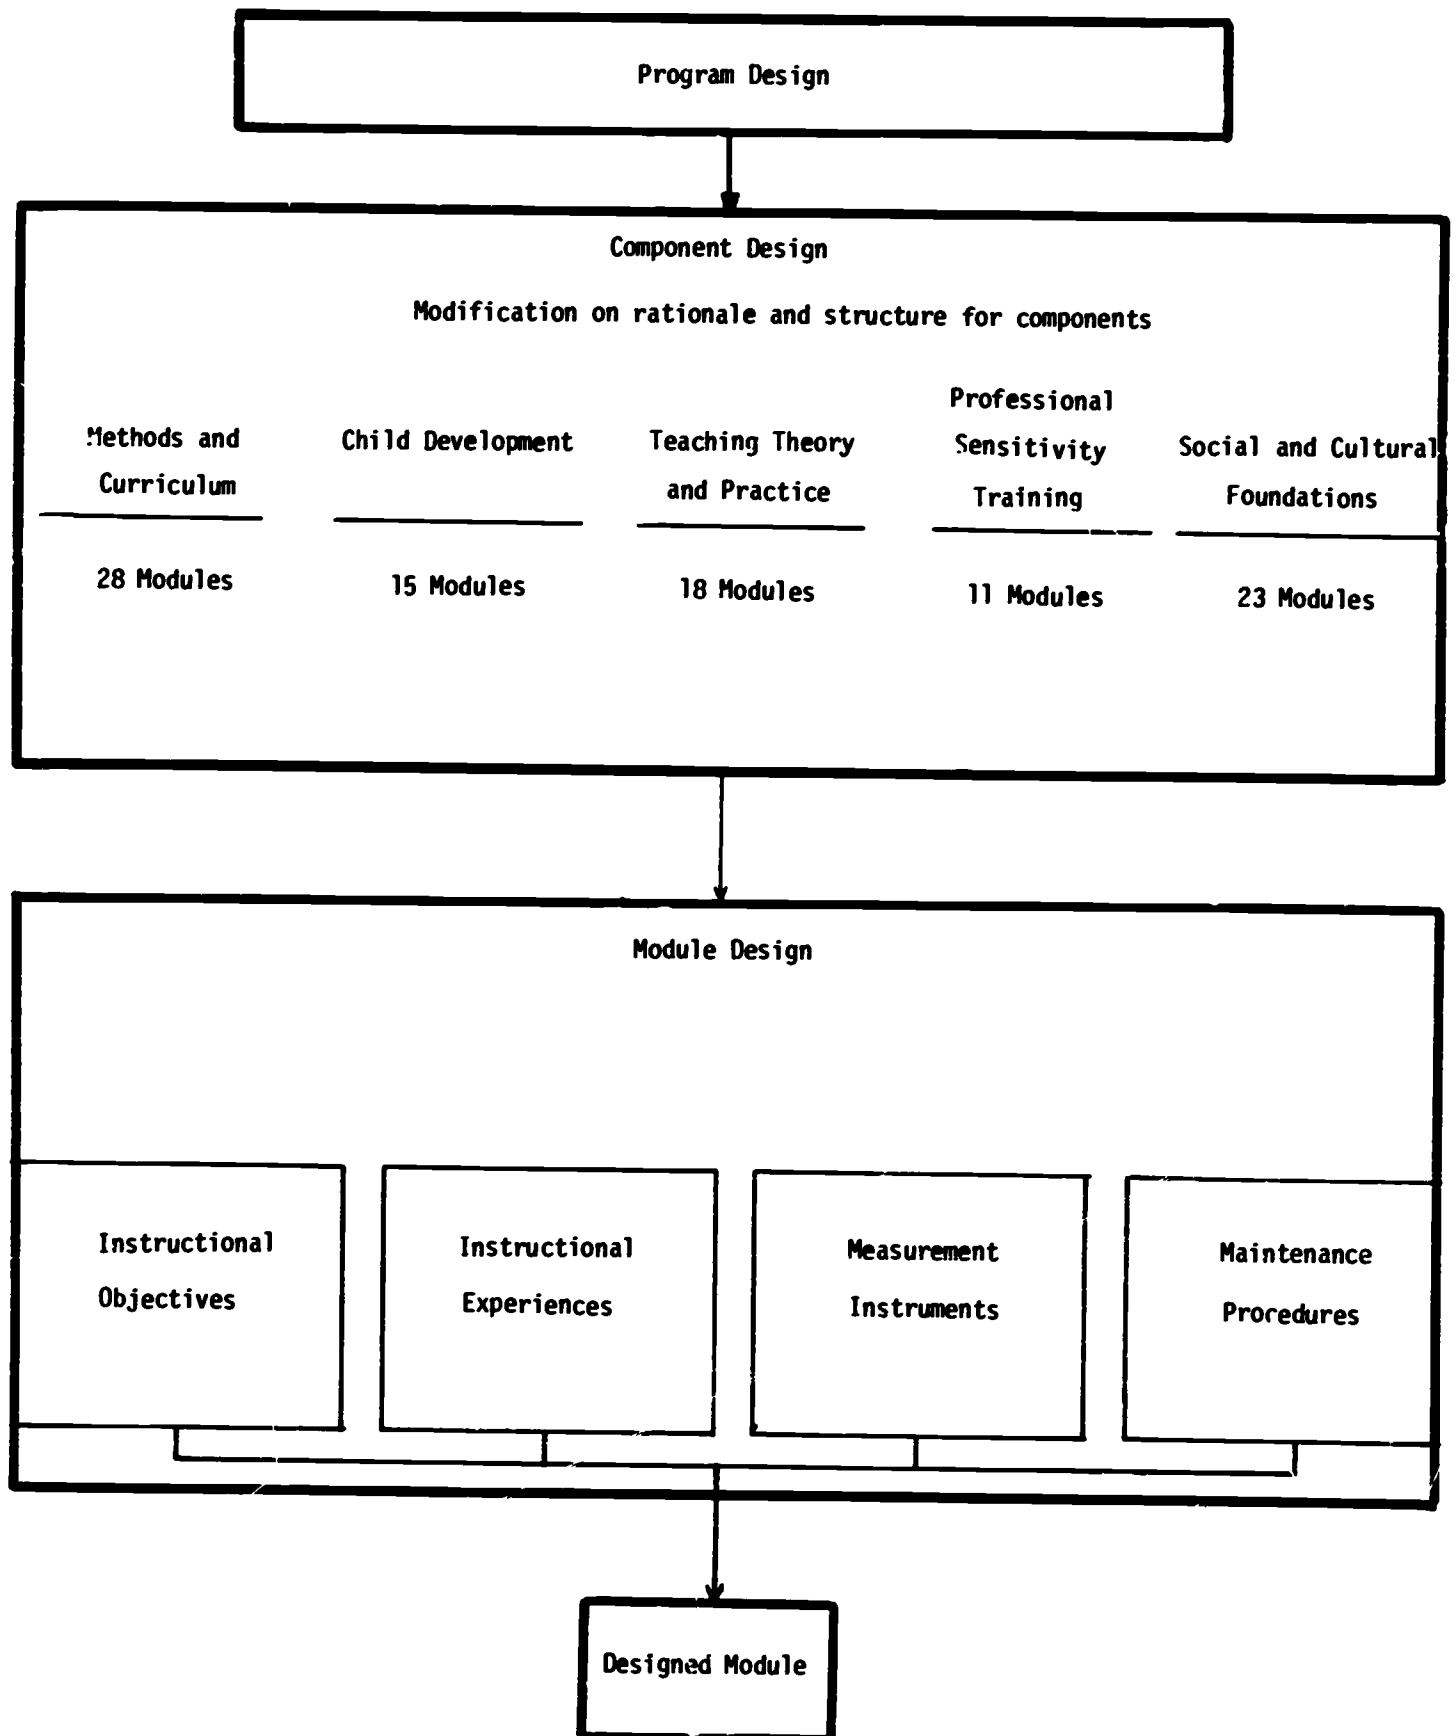 Program Design
Component Design
Modification on rationale and structure for components
Methods and
Curriculum
28 Modules
Child Development
15 Modules
Teaching Theory
and Practice
18 Modules
Professional
Sensitivity
Training
11 Modules
Social and Cultural
Foundations
23 Modules
Module Design
Instructional
Objectives
Instructional
Experiences
Measurement
Instruments
Maintenance
Procedures
Designed Module